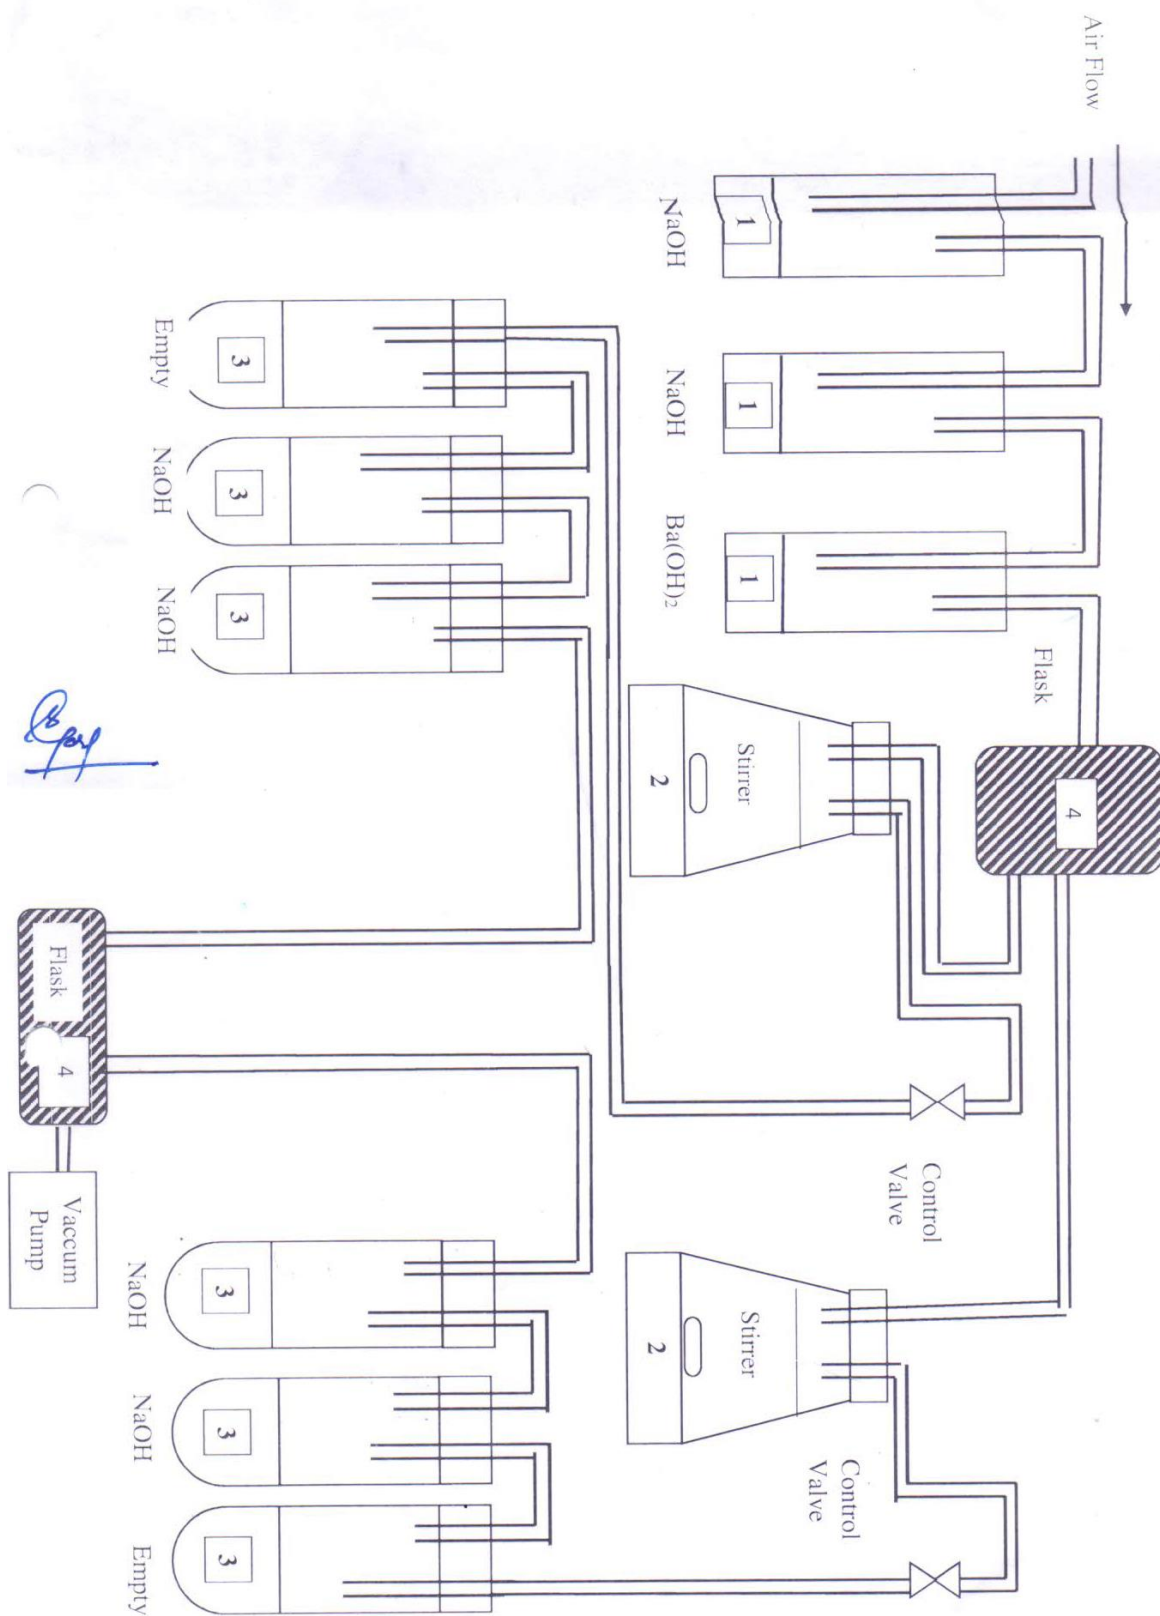 Air Flow
1
NaOH
1
NaOH
1
Ba(OH)2
Flask
4
Stirrer
2
Control
Valve
Stirrer
2
Control
Valve
3
Empty
3
NaOH
3
NaOH
Flask
4
Vaccum
Pump
3
NaOH
3
NaOH
3
Empty